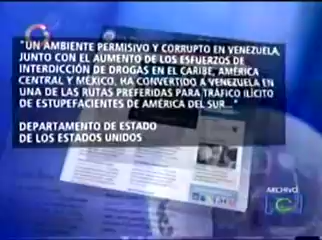 "UN AMBIENTE PERMISIVO Y CORRUPTO EN VENEZUELA,
JUNTO CON EL AUMENTO DE LOS ESFUERZOS DE
INTERDICCIÓN DE DROGAS EN EL CARIBE, AMÉRICA
CENTRAL Y MÉXICO, HA CONVERTIDO A VENEZUELA EN
UNA DE LAS RUTAS PREFERIDAS PARA TRÁFICO ILÍCITO
DE ESTUPEFACIENTES DE AMÉRICA DEL SUR..."
DEPARTAMENTO DE ESTADO
DE LOS ESTADOS UNIDOS
ARCHIVO